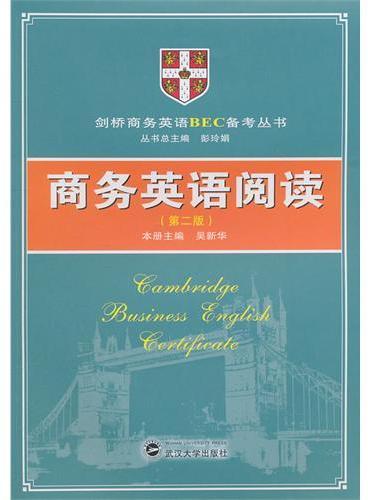 剑桥商务英语BEC备考丛书
丛书总主编 彭玲娟
商务英语阅读
(第二版)
本册主编 吴新华
Cambridge
Business English
Certificate
WUHAN UNIVERSITY PRESS
武汉大学出版社